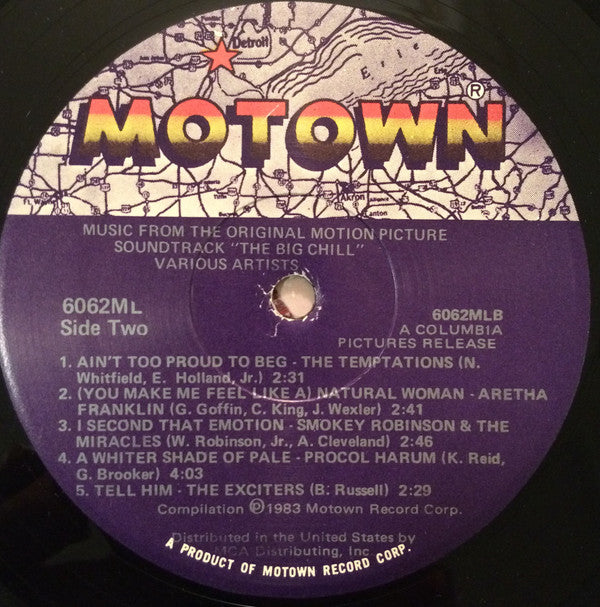 Detroit
Erie
Erie
MOTOWN®
Akron
Canton
Ft. W
MUSIC FROM THE ORIGINAL MOTION PICTURE
SOUNDTRACK "THE BIG CHILL"
VARIOUS ARTISTS
6062ML
Side Two
6062MLB
A COLUMBIA
PICTURES RELEASE
1. AIN'T TOO PROUD TO BEG - THE TEMPTATIONS (N.
Whitfield, E. Holland, Jr.) 2:31
2. (YOU MAKE ME FEEL LIKE A) NATURAL WOMAN - ARETHA
FRANKLIN (G. Goffin, C. King, J. Wexler) 2:41
3. I SECOND THAT EMOTION - SMOKEY ROBINSON & THE
MIRACLES (W. Robinson, Jr., A. Cleveland) 2:46
4. A WHITER SHADE OF PALE - PROCOL HARUM (K. Reid,
G. Brooker) 4:03
5. TELL HIM - THE EXCITERS (B. Russell) 2:29
Compilation ℗©1983 Motown Record Corp.
Distributed in the United States by
MCA Distributing, Inc
A PRODUCT OF MOTOWN RECORD CORP.